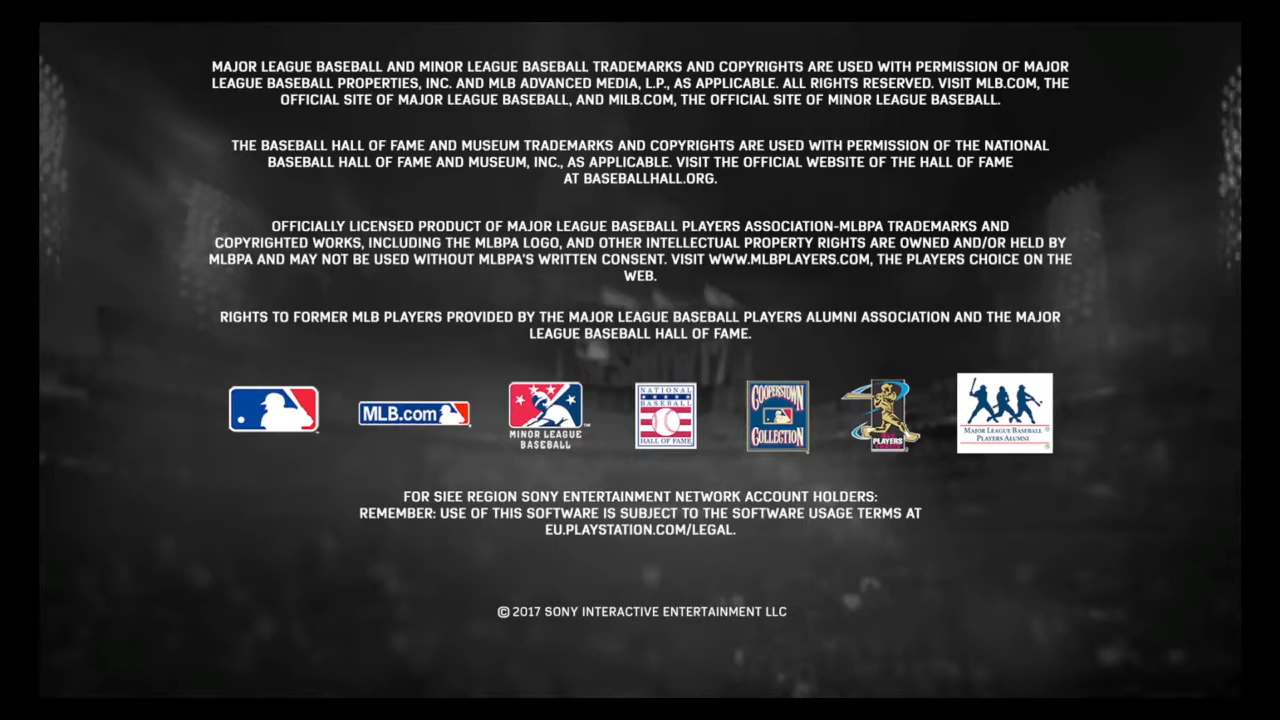 MAJOR LEAGUE BASEBALL AND MINOR LEAGUE BASEBALL TRADEMARKS AND COPYRIGHTS ARE USED WITH PERMISSION OF MAJOR
LEAGUE BASEBALL PROPERTIES, INC. AND MLB ADVANCED MEDIA, L.P., AS APPLICABLE. ALL RIGHTS RESERVED. VISIT MLB.COM, THE
OFFICIAL SITE OF MAJOR LEAGUE BASEBALL, AND MILB.COM, THE OFFICIAL SITE OF MINOR LEAGUE BASEBALL.
THE BASEBALL HALL OF FAME AND MUSEUM TRADEMARKS AND COPYRIGHTS ARE USED WITH PERMISSION OF THE NATIONAL
BASEBALL HALL OF FAME AND MUSEUM, INC., AS APPLICABLE. VISIT THE OFFICIAL WEBSITE OF THE HALL OF FAME
AT BASEBALLHALL.ORG.
OFFICIALLY LICENSED PRODUCT OF MAJOR LEAGUE BASEBALL PLAYERS ASSOCIATION-MLBPA TRADEMARKS AND
COPYRIGHTED WORKS, INCLUDING THE MLBPA LOGO, AND OTHER INTELLECTUAL PROPERTY RIGHTS ARE OWNED AND/OR HELD BY
MLBPA AND MAY NOT BE USED WITHOUT MLBPA'S WRITTEN CONSENT. VISIT WWW.MLBPLAYERS.COM, THE PLAYERS CHOICE ON THE
WEB.
RIGHTS TO FORMER MLB PLAYERS PROVIDED BY THE MAJOR LEAGUE BASEBALL PLAYERS ALUMNI ASSOCIATION AND THE MAJOR
LEAGUE BASEBALL HALL OF FAME.
MLB.com
MINOR LEAGUE
BASEBALL
TM
NATIONAL
BASEBALL
HALL OF FAME
COOPERSTOWN
COLLECTION
PLAYERS
MAJOR LEAGUE BASEBALL
PLAYERS ALUMNI
FOR SIEE REGION SONY ENTERTAINMENT NETWORK ACCOUNT HOLDERS:
REMEMBER: USE OF THIS SOFTWARE IS SUBJECT TO THE SOFTWARE USAGE TERMS AT
EU.PLAYSTATION.COM/LEGAL.
© 2017 SONY INTERACTIVE ENTERTAINMENT LLC